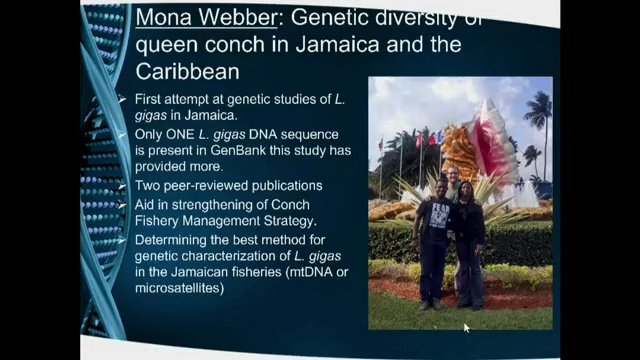 Mona Webber: Genetic diversity of
queen conch in Jamaica and the
Caribbean
First attempt at genetic studies of L.
gigas in Jamaica.
Only ONE L. gigas DNA sequence
is present in GenBank this study has
provided more.
Two peer-reviewed publications
Aid in strengthening of Conch
Fishery Management Strategy.
Determining the best method for
genetic characterization of L. gigas
in the Jamaican fisheries (mtDNA or
microsatellites)